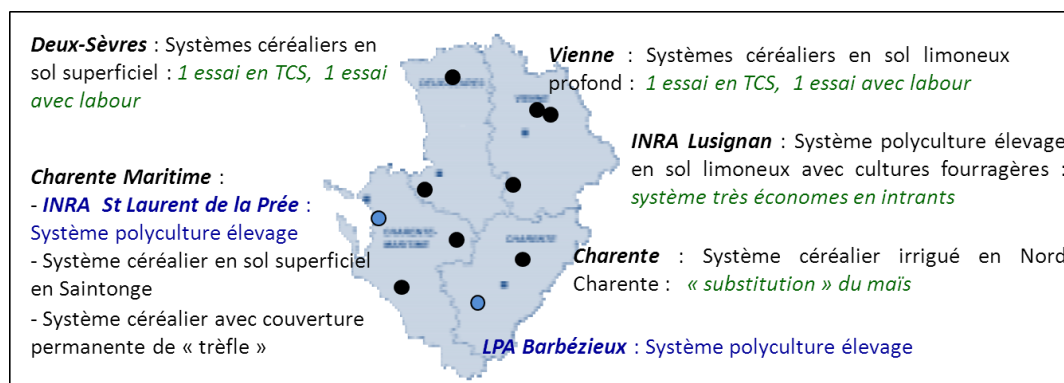 Deux-Sèvres : Systèmes céréaliers en
sol superficiel : 1 essai en TCS, 1 essai
avec labour
Vienne : Systèmes céréaliers en sol limoneux
profond : 1 essai en TCS, 1 essai avec labour
INRA Lusignan : Système polyculture élevage
en sol limoneux avec cultures fourragères :
système très économes en intrants
Charente Maritime :
- INRA St Laurent de la Prée :
Système polyculture élevage
- Système céréalier en sol superficiel
en Saintonge
- Système céréalier avec couverture
permanente de « trèfle »
Charente : Système céréalier irrigué en Nord
Charente : « substitution » du maïs
LPA Barbézieux : Système polyculture élevage
VIENNE
CHARENTE-
MARITIME
CHARENTE